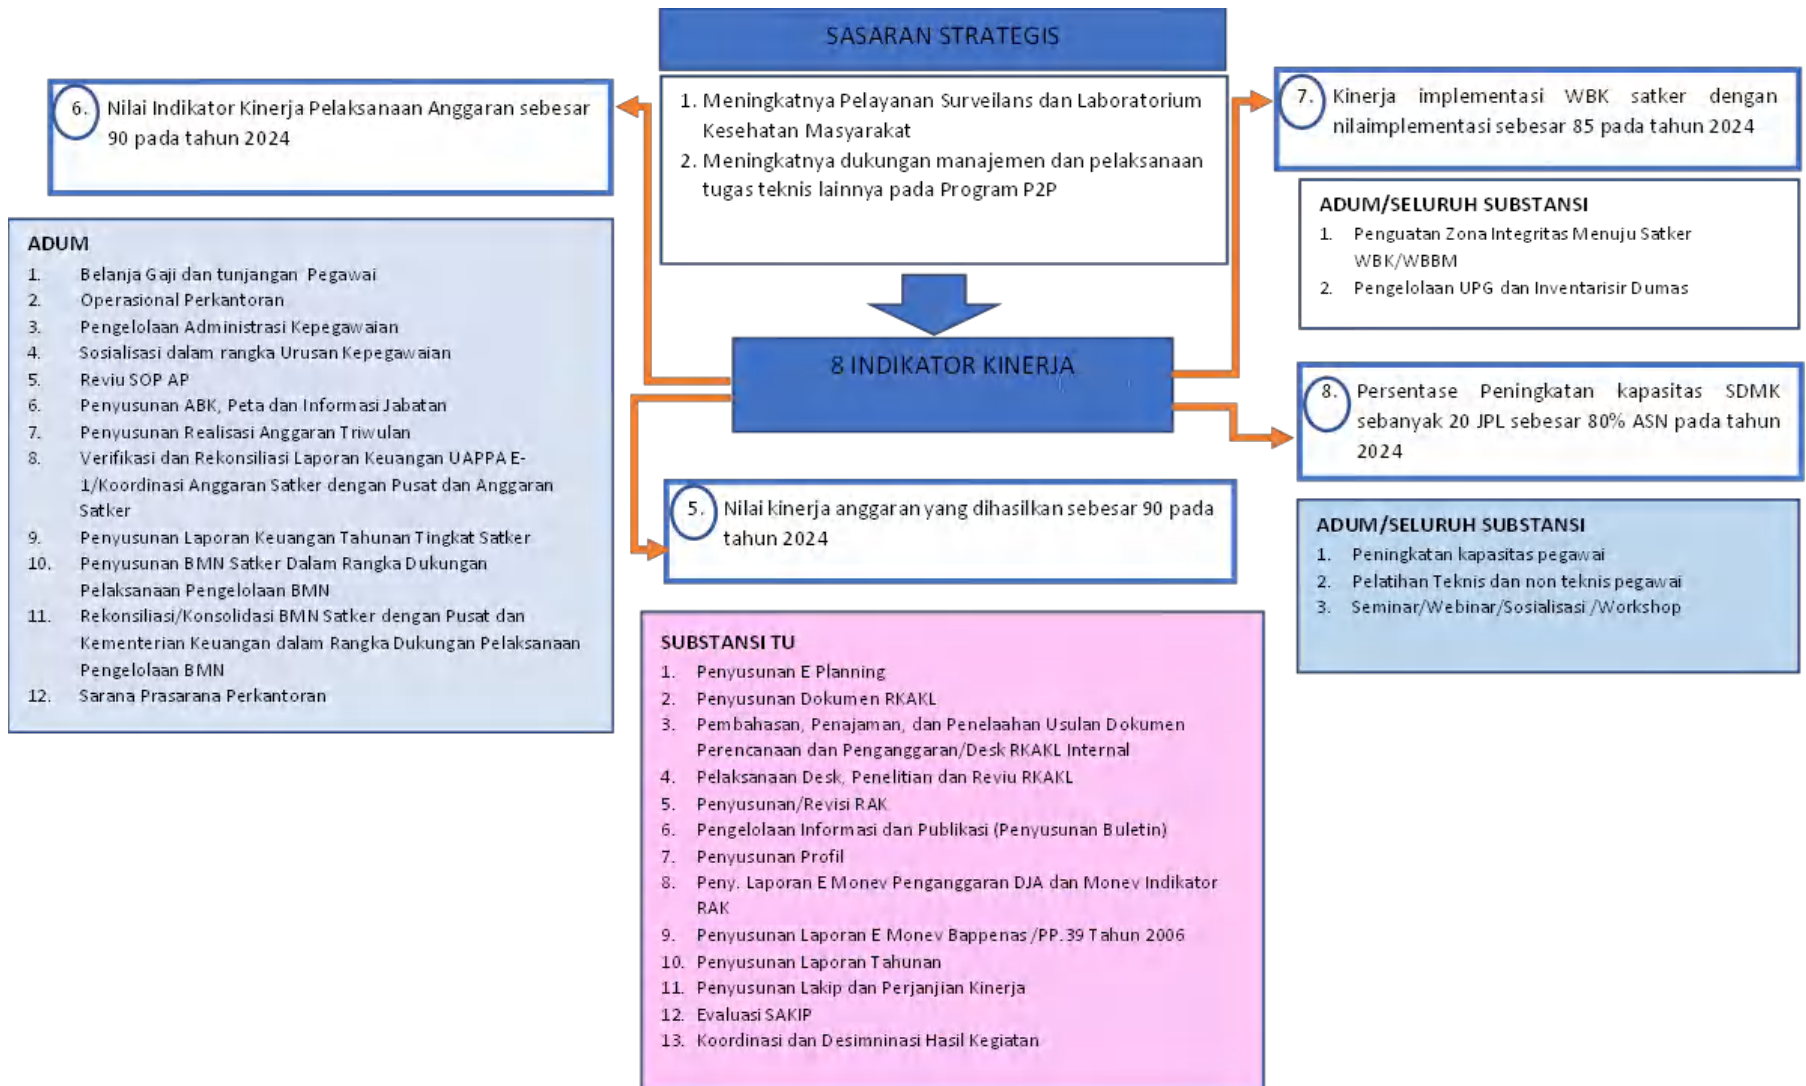 SASARAN STRATEGIS
1. Meningkatnya Pelayanan Surveilans dan Laboratorium
Kesehatan Masyarakat
2. Meningkatnya dukungan manajemen dan pelaksanaan
tugas teknis lainnya pada Program P2P
8 INDIKATOR KINERJA
6. Nilai Indikator Kinerja Pelaksanaan Anggaran sebesar
90 pada tahun 2024
ADUM
1. Belanja Gaji dan tunjangan Pegawai
2. Operasional Perkantoran
3. Pengelolaan Administrasi Kepegawaian
4. Sosialisasi dalam rangka Urusan Kepegawaian
5. Reviu SOP AP
6. Penyusunan ABK, Peta dan Informasi Jabatan
7. Penyusunan Realisasi Anggaran Triwulan
8. Verifikasi dan Rekonsiliasi Laporan Keuangan UAPPA E-
1/Koordinasi Anggaran Satker dengan Pusat dan Anggaran
Satker
9. Penyusunan Laporan Keuangan Tahunan Tingkat Satker
10. Penyusunan BMN Satker Dalam Rangka Dukungan
Pelaksanaan Pengelolaan BMN
11. Rekonsiliasi/Konsolidasi BMN Satker dengan Pusat dan
Kementerian Keuangan dalam Rangka Dukungan Pelaksanaan
Pengelolaan BMN
12. Sarana Prasarana Perkantoran
5. Nilai kinerja anggaran yang dihasilkan sebesar 90 pada
tahun 2024
SUBSTANSI TU
1. Penyusunan E Planning
2. Penyusunan Dokumen RKAKL
3. Pembahasan, Penajaman, dan Penelaahan Usulan Dokumen
Perencanaan dan Penganggaran/Desk RKAKL Internal
4. Pelaksanaan Desk, Penelitian dan Reviu RKAKL
5. Penyusunan/Revisi RAK
6. Pengelolaan Informasi dan Publikasi (Penyusunan Buletin)
7. Penyusunan Profil
8. Peny. Laporan E Monev Penganggaran DJA dan Monev Indikator
RAK
9. Penyusunan Laporan E Monev Bappenas /PP.39 Tahun 2006
10. Penyusunan Laporan Tahunan
11. Penyusunan Lakip dan Perjanjian Kinerja
12. Evaluasi SAKIP
13. Koordinasi dan Desimninasi Hasil Kegiatan
7. Kinerja implementasi WBK satker dengan
nilaimplementasi sebesar 85 pada tahun 2024
ADUM/SELURUH SUBSTANSI
1. Penguatan Zona Integritas Menuju Satker
WBK/WBBM
2. Pengelolaan UPG dan Inventarisir Dumas
8. Persentase Peningkatan kapasitas SDMK
sebanyak 20 JPL sebesar 80% ASN pada tahun
2024
ADUM/SELURUH SUBSTANSI
1. Peningkatan kapasitas pegawai
2. Pelatihan Teknis dan non teknis pegawai
3. Seminar/Webinar/Sosialisasi /Workshop